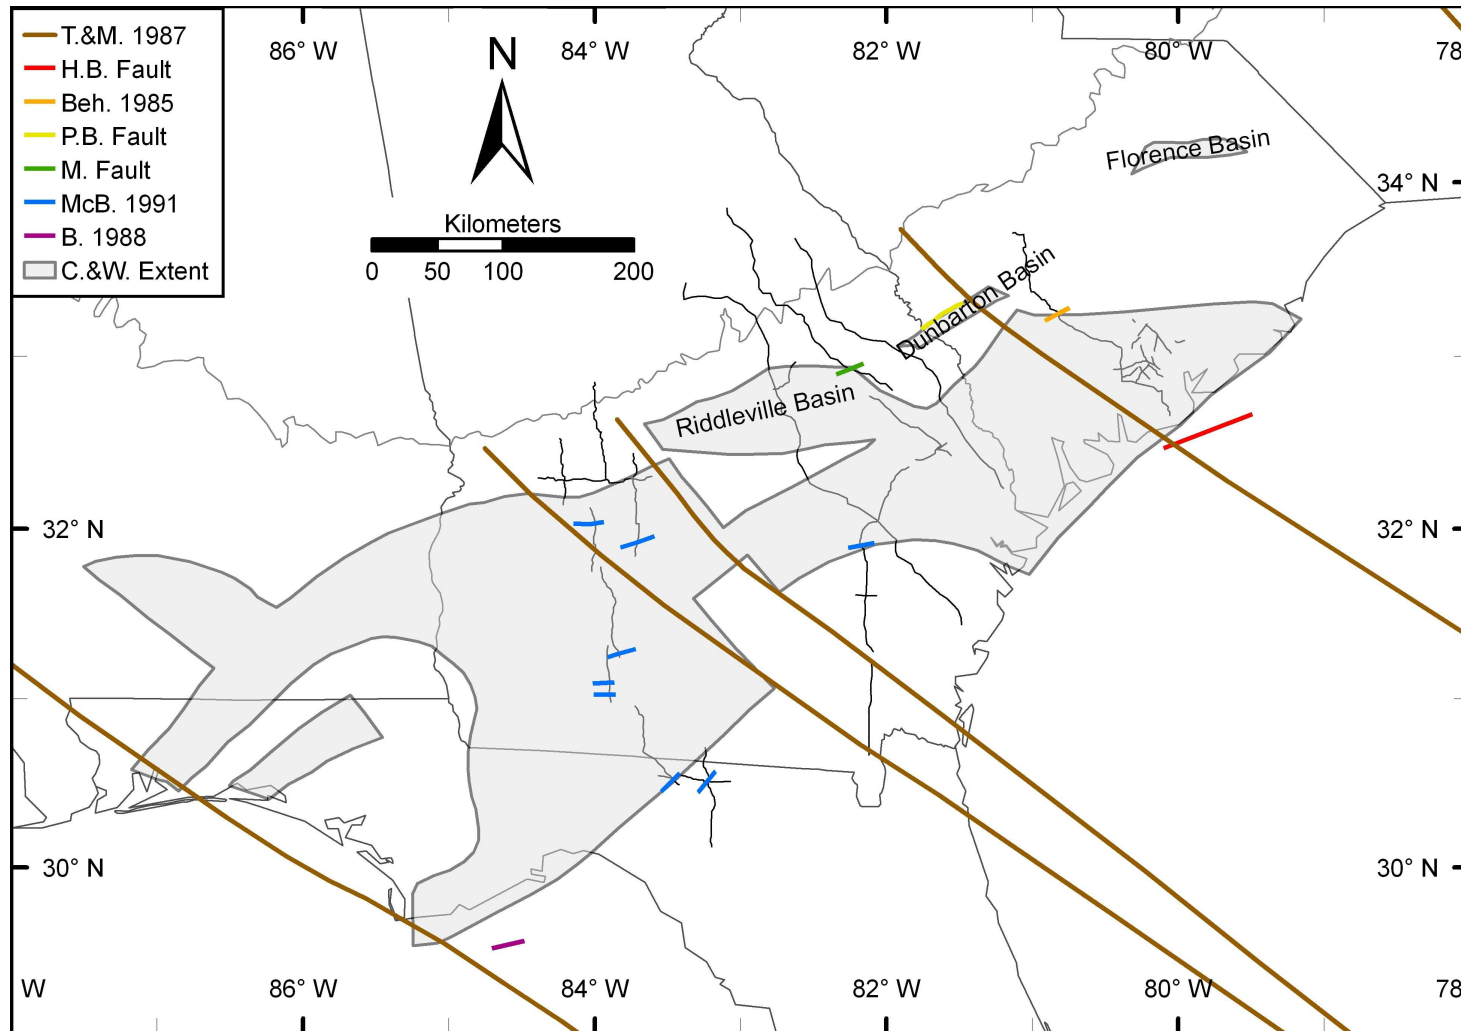 T.&M. 1987
H.B. Fault
Beh. 1985
P.B. Fault
M. Fault
McB. 1991
B. 1988
C.&W. Extent
86° W
84° W
82° W
80° W
78
N
Kilometers
0 50 100 200
Florence Basin
34° N
Dunbarton Basin
Riddleville Basin
32° N
32° N
30° N
30° N
W
86° W
84° W
82° W
80° W
78